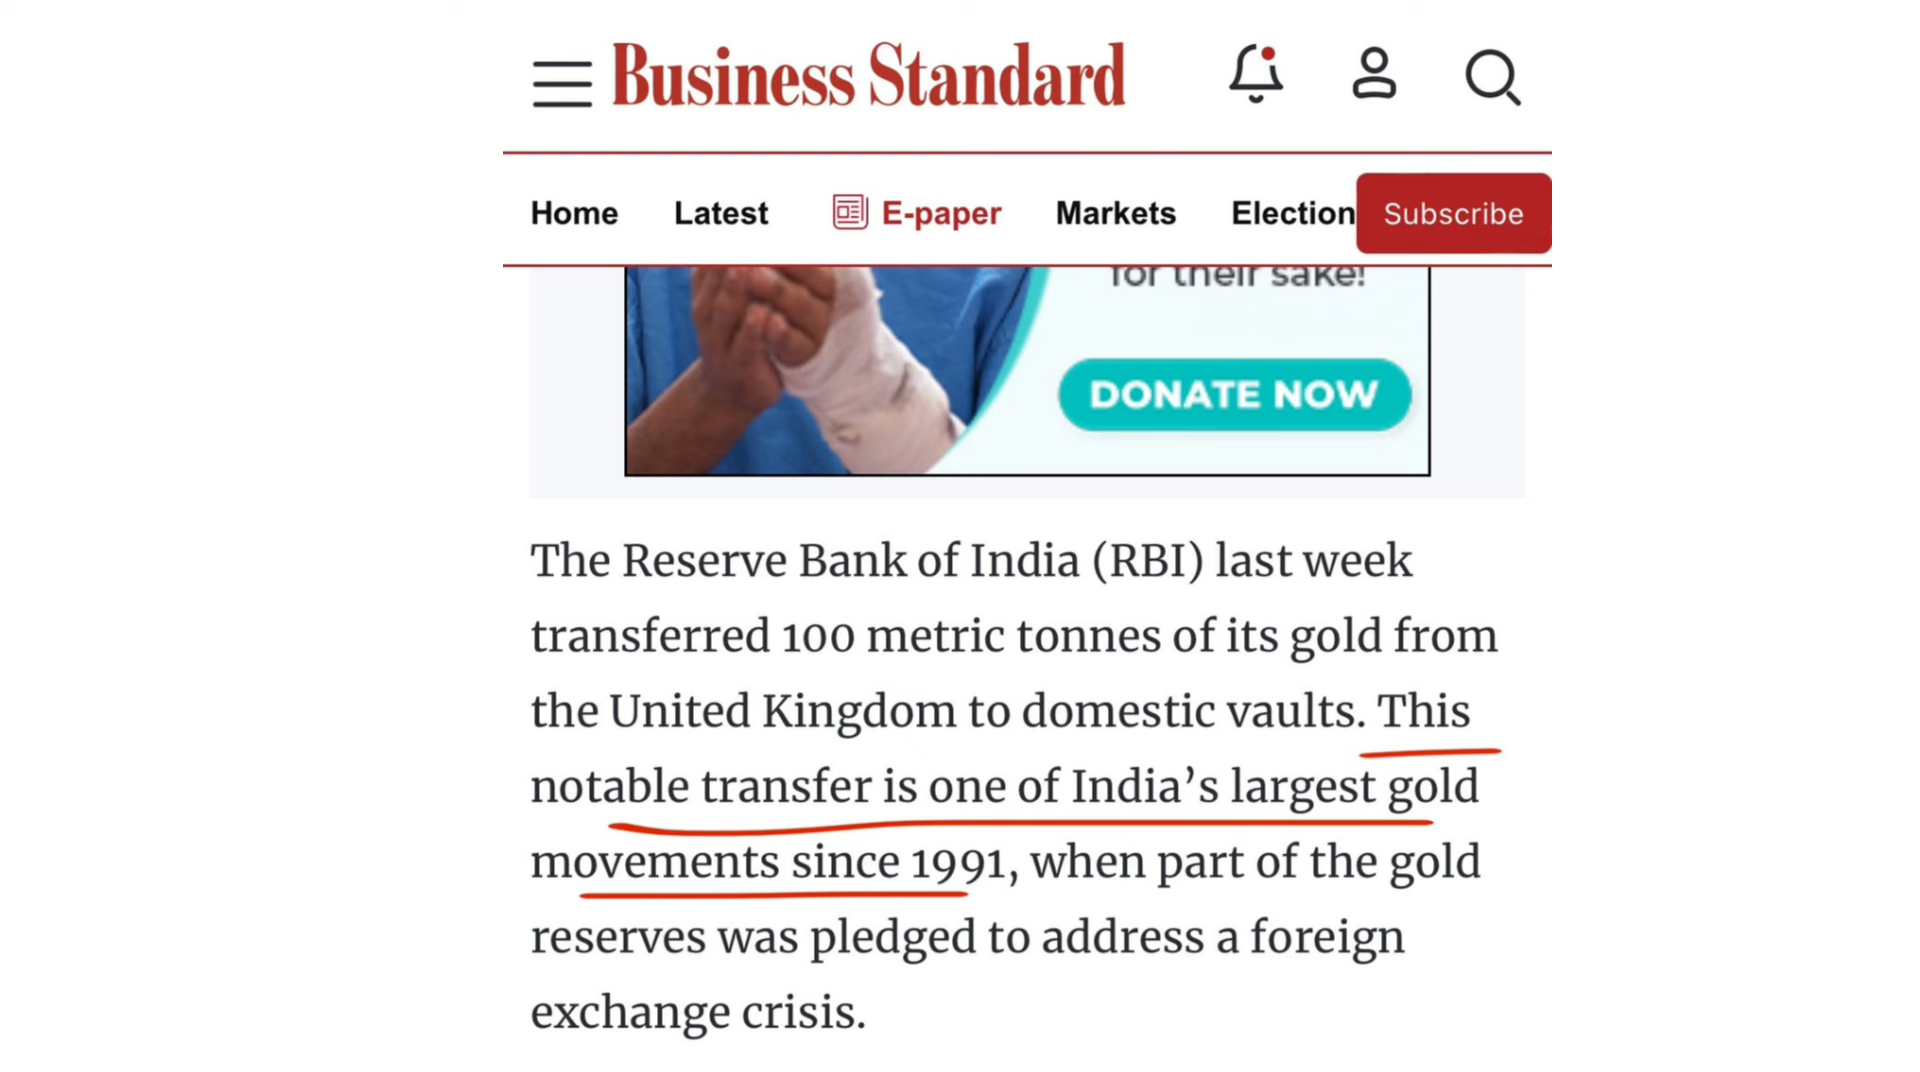 Business Standard
Home Latest E-paper Markets Election Subscribe
for their sake!
DONATE NOW
The Reserve Bank of India (RBI) last week
transferred 100 metric tonnes of its gold from
the United Kingdom to domestic vaults. This
notable transfer is one of India’s largest gold
movements since 1991, when part of the gold
reserves was pledged to address a foreign
exchange crisis.